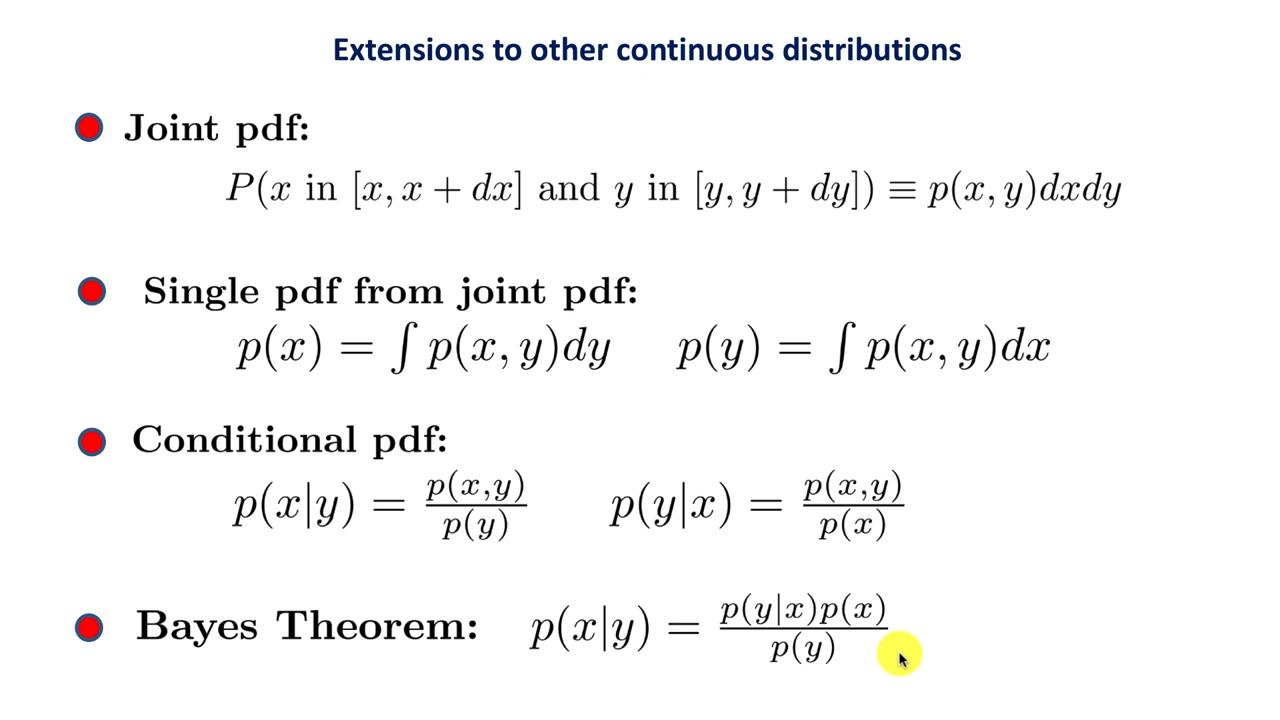 Extensions to other continuous distributions
Joint pdf:
P(x in [x, x + dx] and y in [y, y + dy]) ≡ p(x, y)dxdy
Single pdf from joint pdf:
p(x) = ∫ p(x, y)dy p(y) = ∫ p(x, y)dx
Conditional pdf:
p(x|y) = p(x,y)/p(y) p(y|x) = p(x,y)/p(x)
Bayes Theorem: p(x|y) = p(y|x)p(x)/p(y)